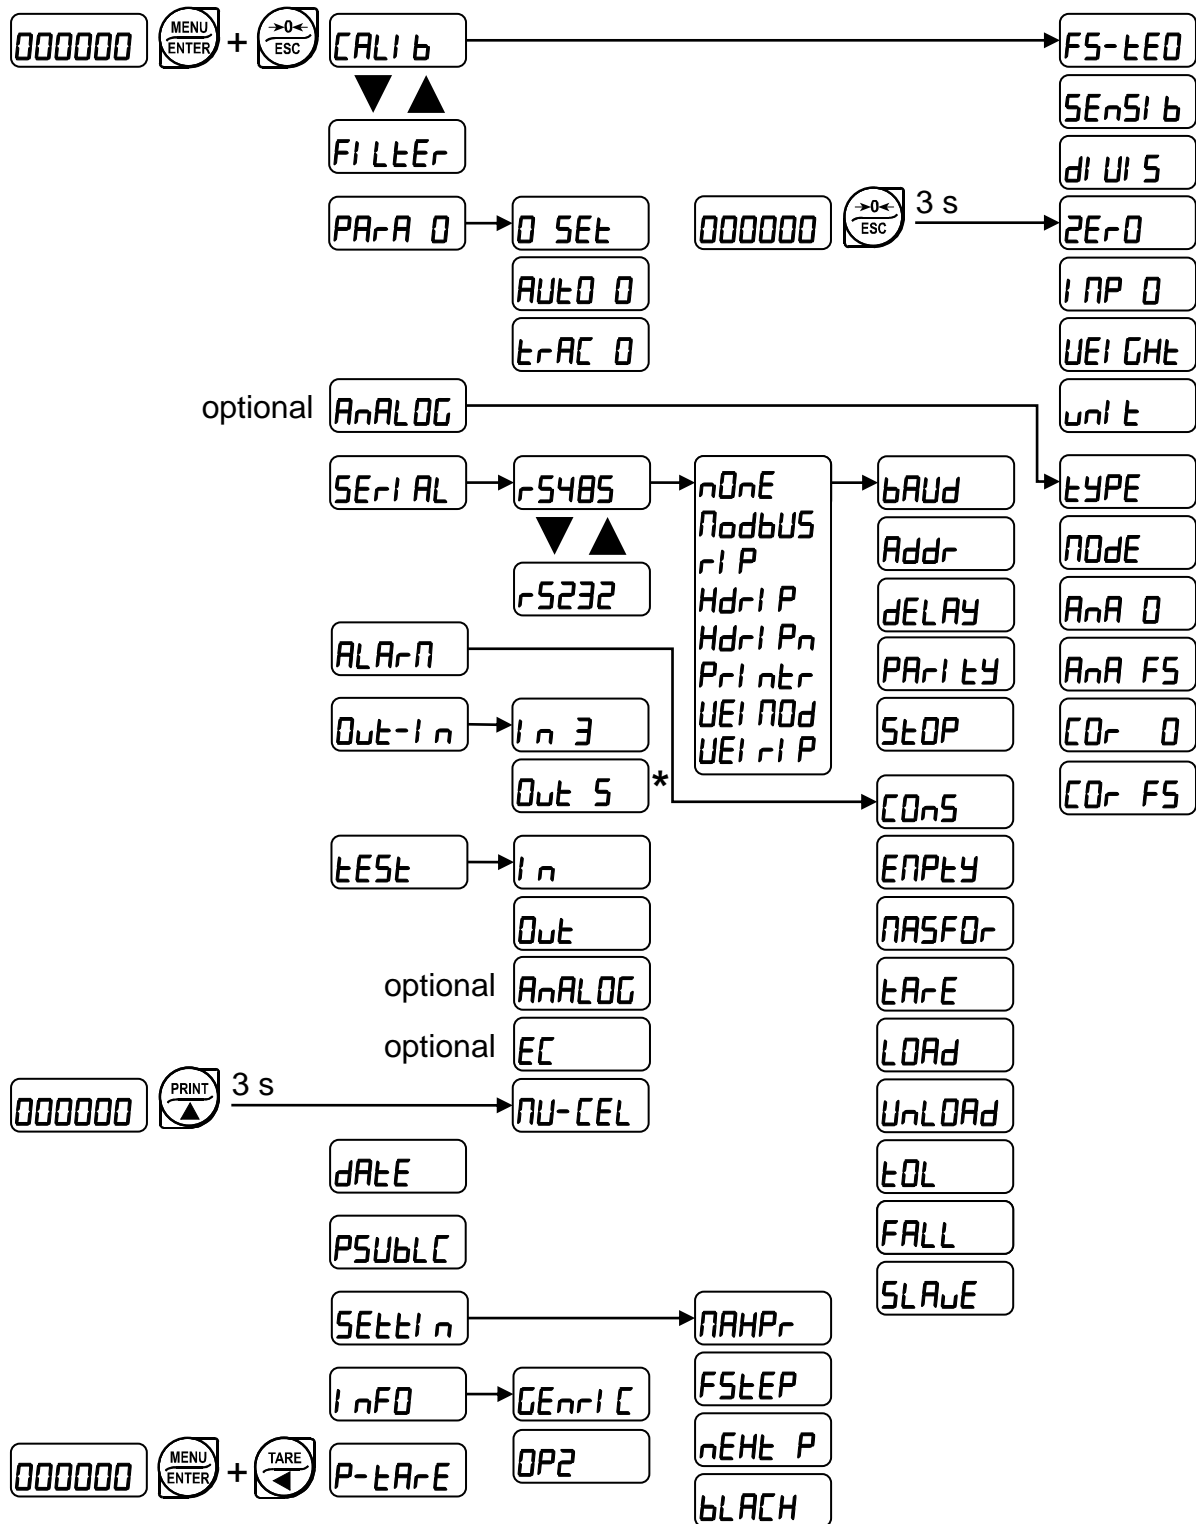 000000 MENU ENTER + →0← ESC CALIb FS-tE0
SEnSIb
FILtEr
dIUIS
PArA 0 0 SEt 000000 →0← ESC 3 s 2ErO
AUtO 0 INP 0
trAC 0 UEIGHt
optional AnALOG unIt
SErIAL rS485 nOnE bAUd tYPE
ModbUS
rIP Addr MOdE
rS232 HdrIP dELAY AnA 0
ALArM HdrIPn PArItY AnA FS
PrIntr
Out-In In 3 UEIMOd StOP COr 0
UEIrIP
Out 5 * COnS COr FS
tESt In EMPtY
Out MASFOr
optional AnALOG tArE
optional EC LOAd
000000 PRINT 3 s MU-CEL UnLOAd
dAtE tOL
PSUbLC FALL
SLAuE
SEttIn MAHPr
InFO GEnrIC FStEP
000000 MENU ENTER + TARE P-tArE OP2 nEHt P
bLACH